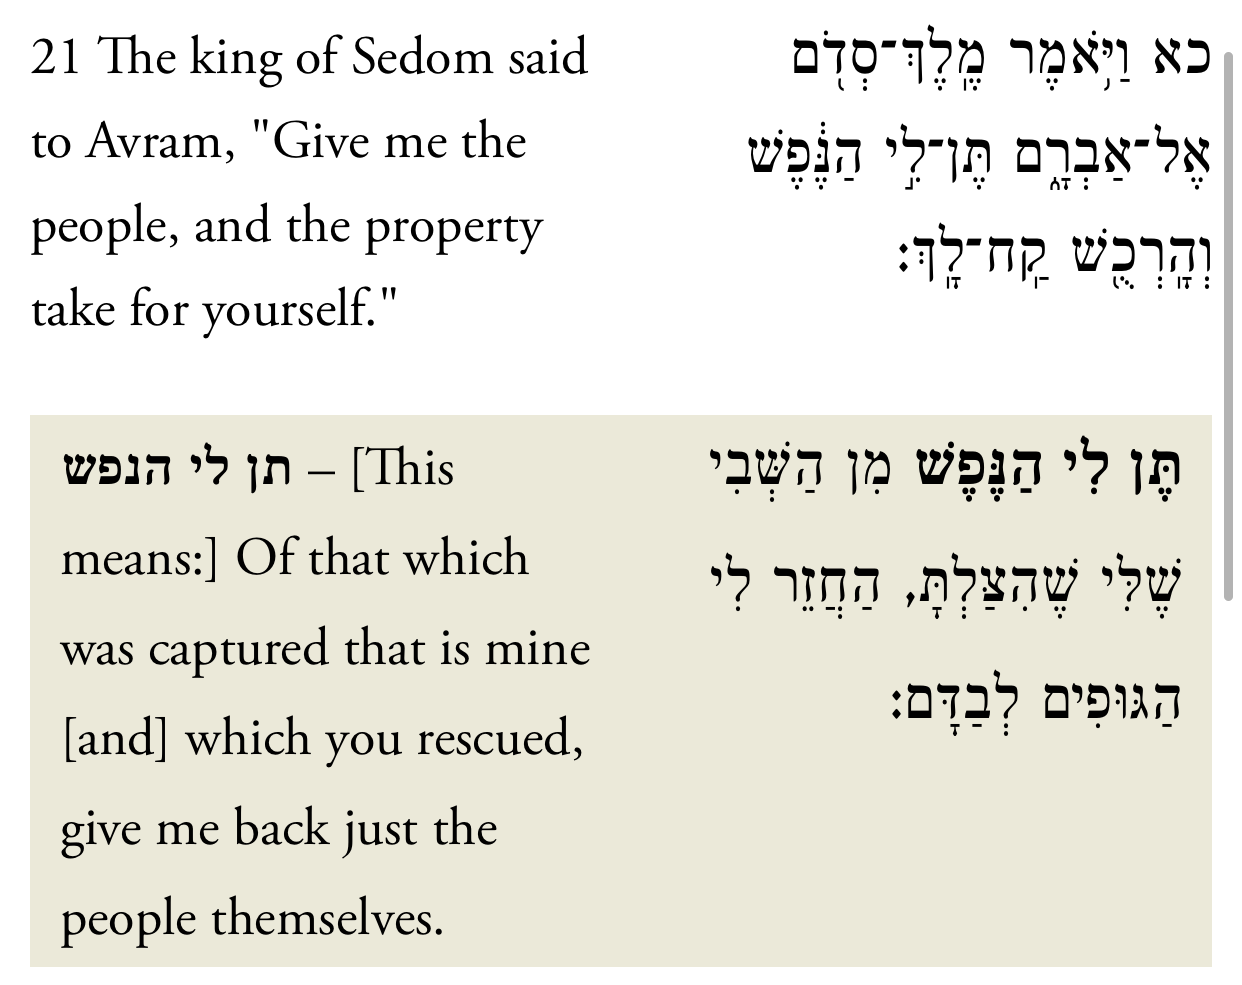 21 The king of Sedom said
to Avram, "Give me the
people, and the property
take for yourself."
כא וַיֹּ֥אמֶר מֶֽלֶךְ־סְדֹ֖ם
אֶל־אַבְרָ֑ם תֶּן־לִ֣י הַנֶּ֔פֶשׁ
וְהָֽרְכֻ֖שׁ קַֽח־לָֽךְ:
תן לי הנפש – [This
means:] Of that which
was captured that is mine
[and] which you rescued,
give me back just the
people themselves.
תֶּן לִי הַנֶּפֶשׁ מִן הַשְּׁבִי
שֶׁלִּי שֶׁהִצַּלְתָּ, הַחֲזֵר לִי
הַגּוּפִים לְבַדָּם: